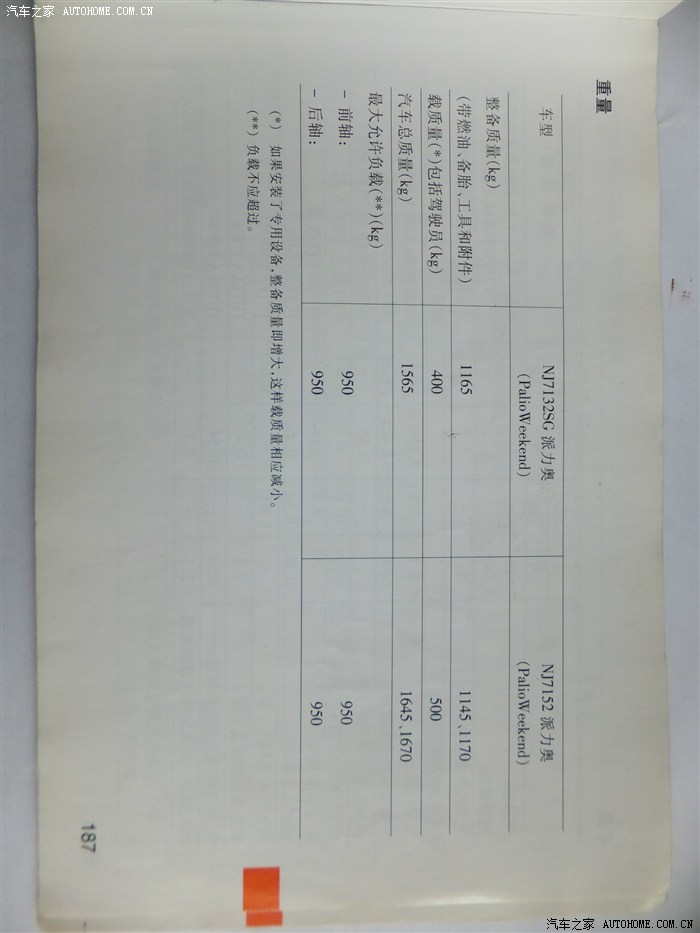 汽车之家 AUTOHOME.COM.CN
重量
车型 NJ7132SG 派力奥 NJ7152 派力奥
(PalioWeekend) (PalioWeekend)
整备质量(kg)
(带燃油、备胎、工具和附件) 1165 1145、1170
载质量(*)包括驾驶员(kg) 400 500
汽车总质量(kg) 1565 1645、1670
最大允许负载(**)(kg)
- 前轴: 950 950
- 后轴: 950 950
(*) 如果安装了专用设备,整备质量即增大,这样载质量相应减小。
(**) 负载不应超过。
187
汽车之家 AUTOHOME.COM.CN